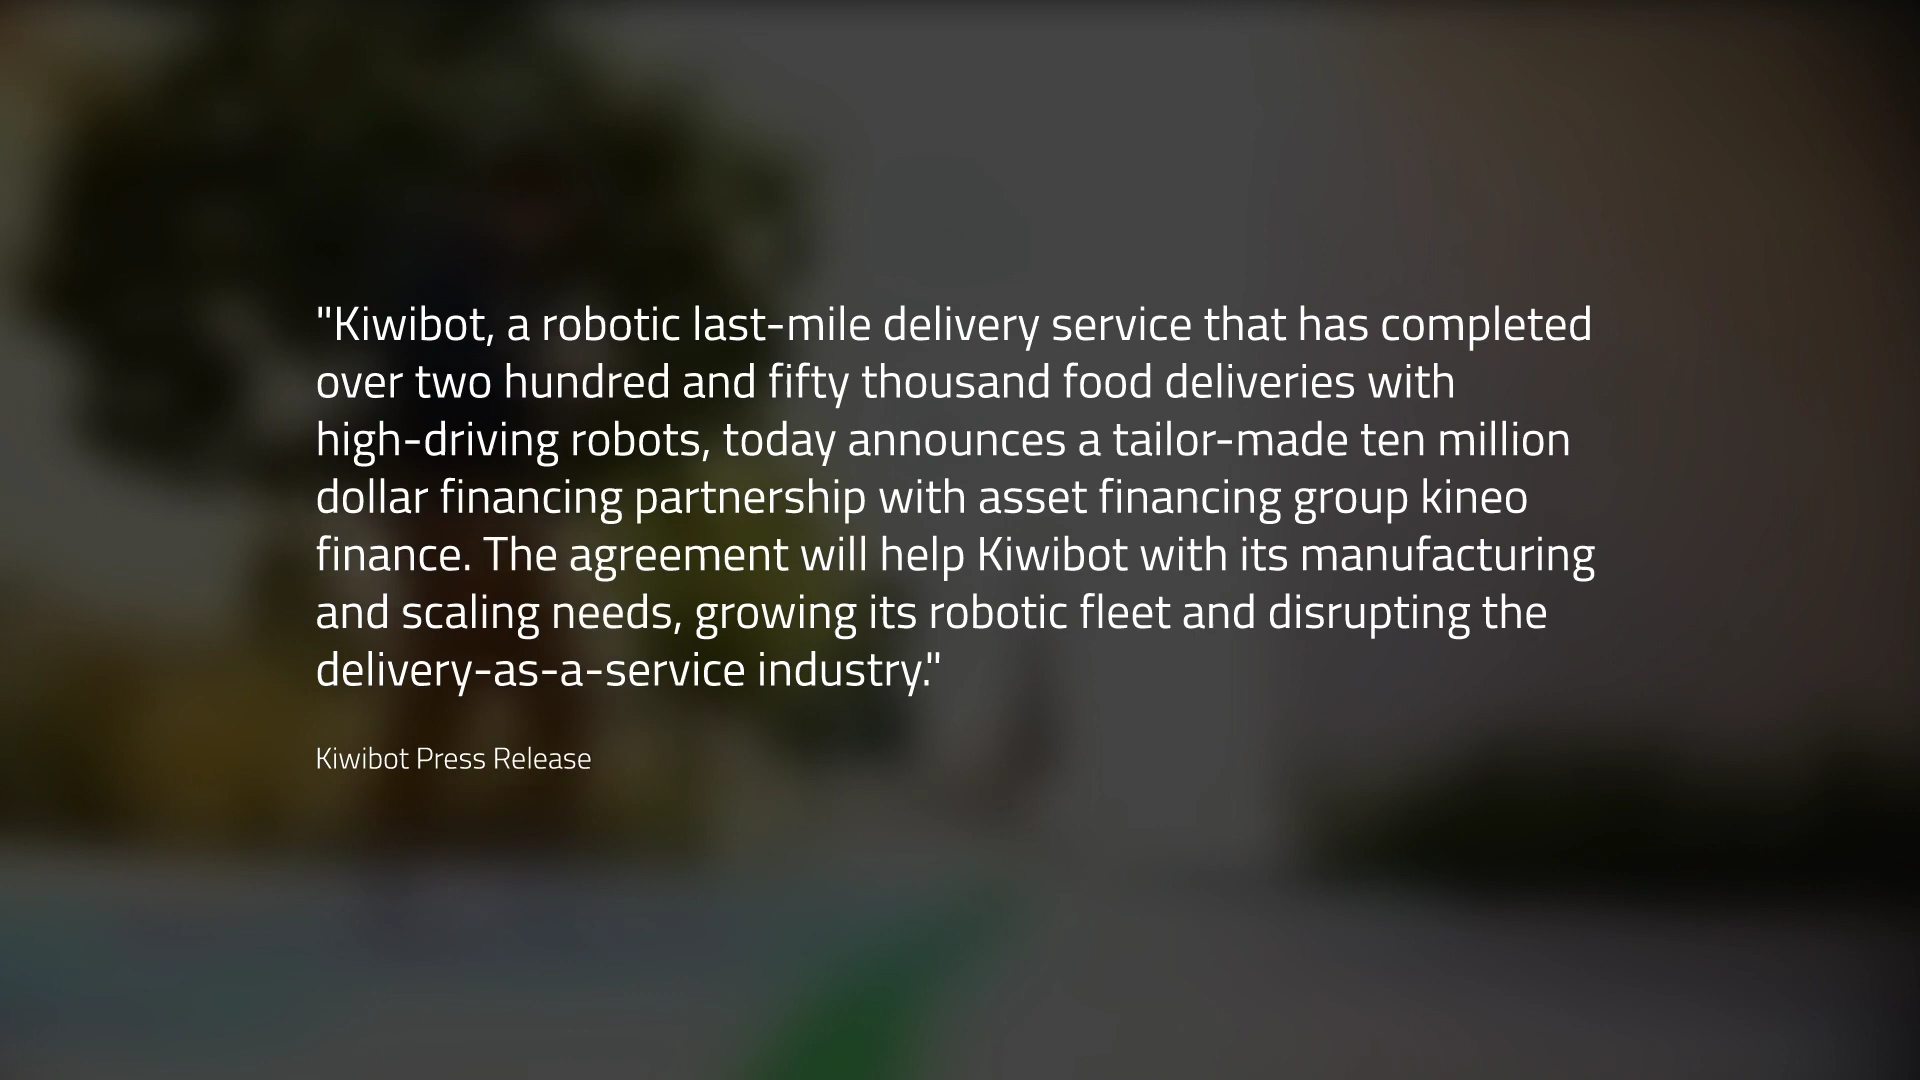 "Kiwibot, a robotic last-mile delivery service that has completed
over two hundred and fifty thousand food deliveries with
high-driving robots, today announces a tailor-made ten million
dollar financing partnership with asset financing group kineo
finance. The agreement will help Kiwibot with its manufacturing
and scaling needs, growing its robotic fleet and disrupting the
delivery-as-a-service industry."
Kiwibot Press Release